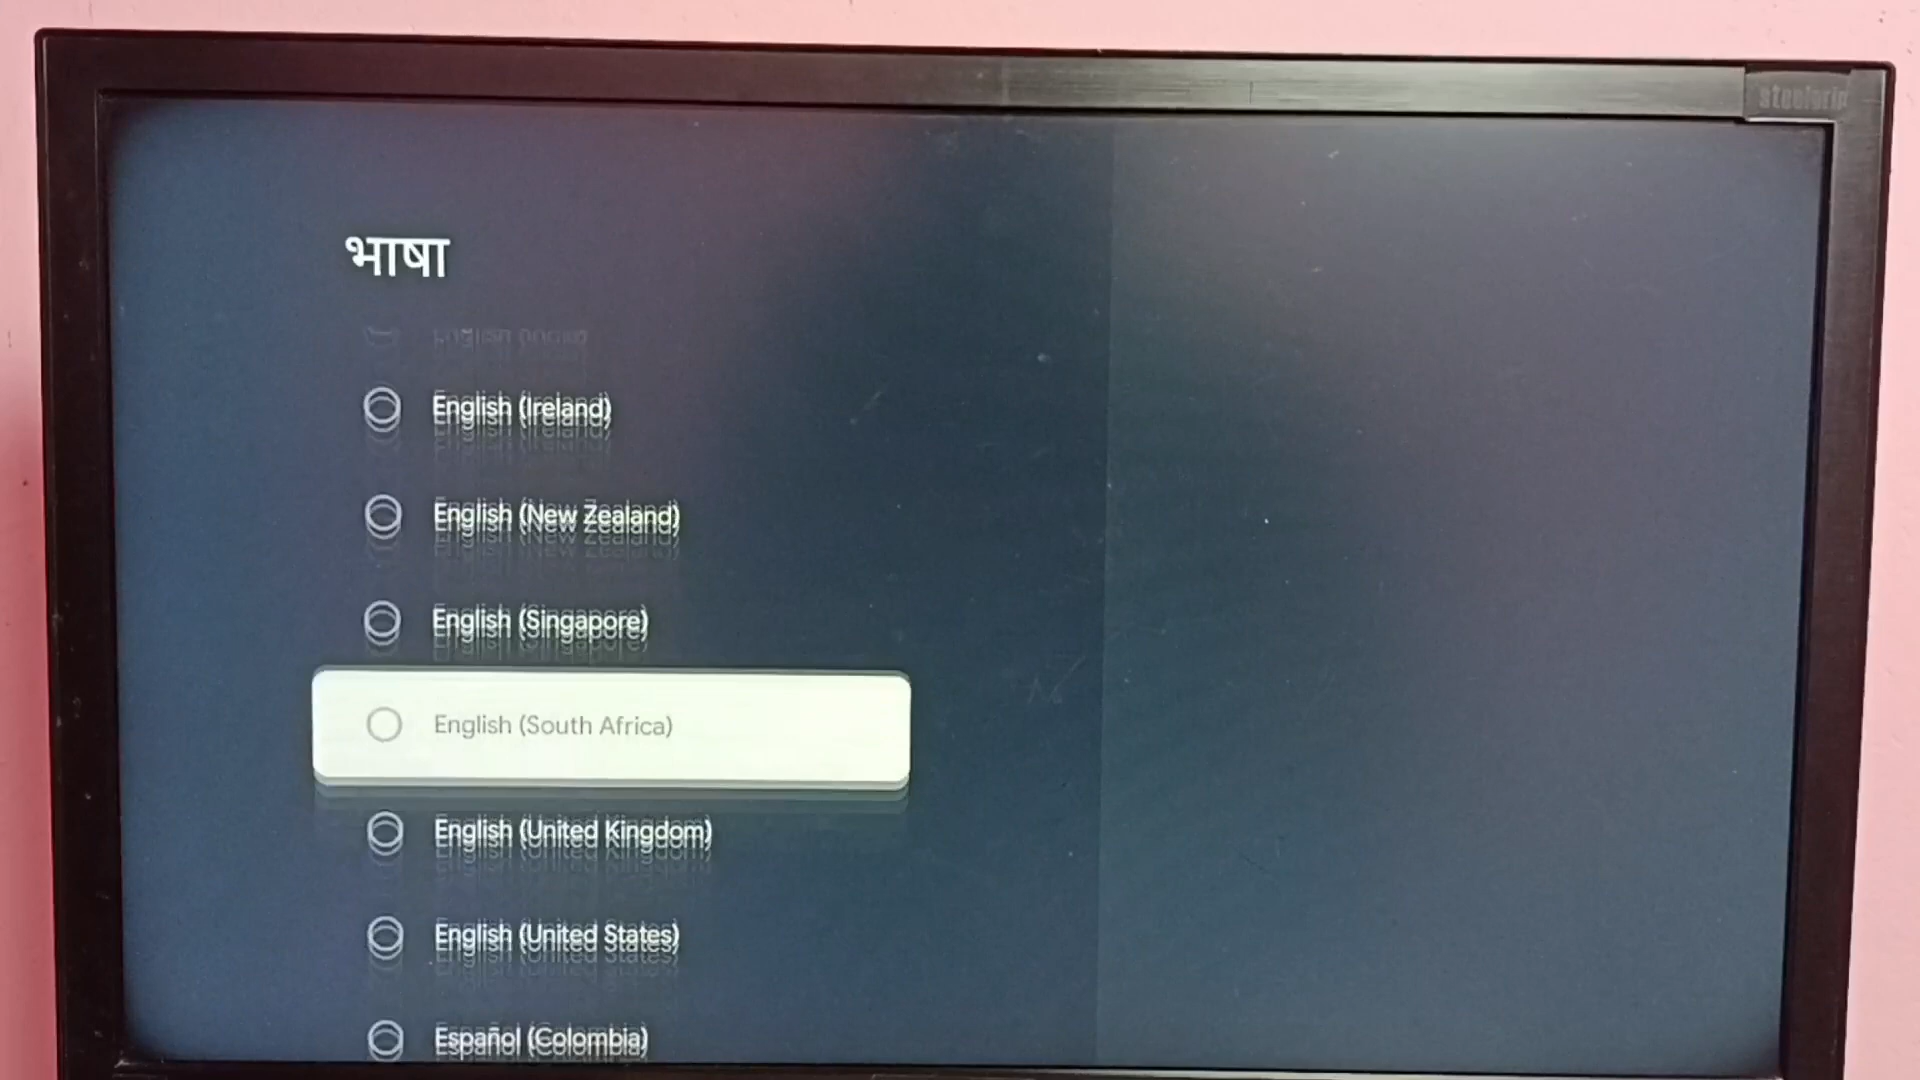 भाषा
English (Ireland)
English (New Zealand)
English (Singapore)
English (South Africa)
English (United Kingdom)
English (United States)
Español (Colombia)